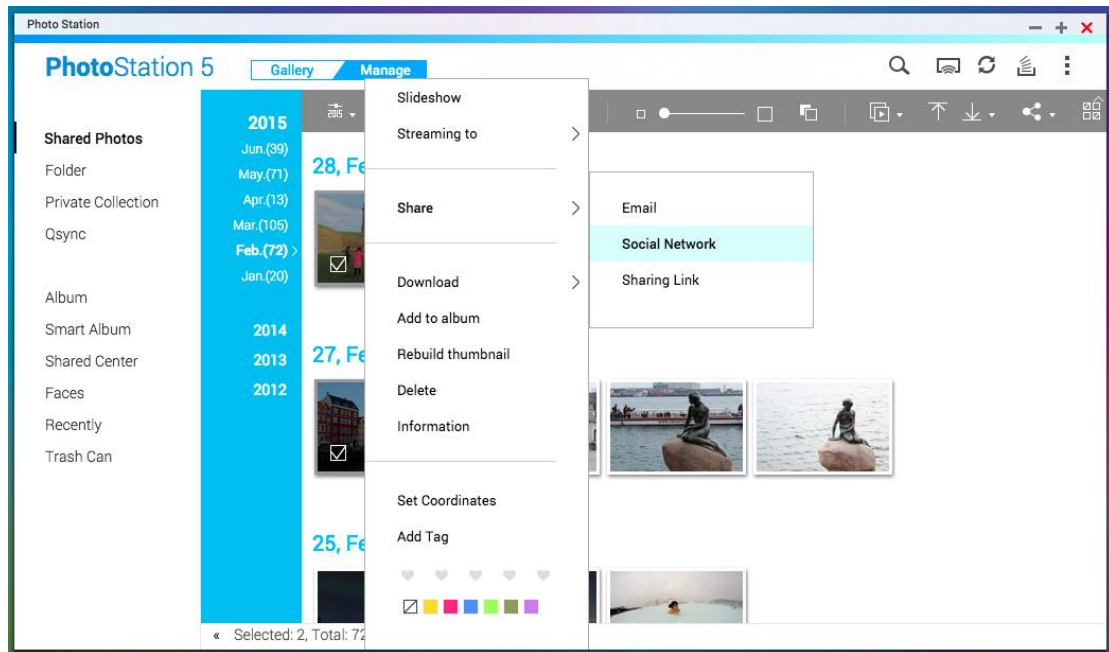 Photo Station
PhotoStation 5
Gallery
Manage
Shared Photos
Folder
Private Collection
Qsync
Album
Smart Album
Shared Center
Faces
Recently
Trash Can
2015
Jun.(39)
May.(71)
Apr.(13)
Mar.(105)
Feb.(72)
Jan.(20)
2014
2013
2012
2015
28, Fe
27, Fe
25, Fe
Slideshow
Streaming to
Share
Download
Add to album
Rebuild thumbnail
Delete
Information
Set Coordinates
Add Tag
Email
Social Network
Sharing Link
« Selected: 2, Total: 72